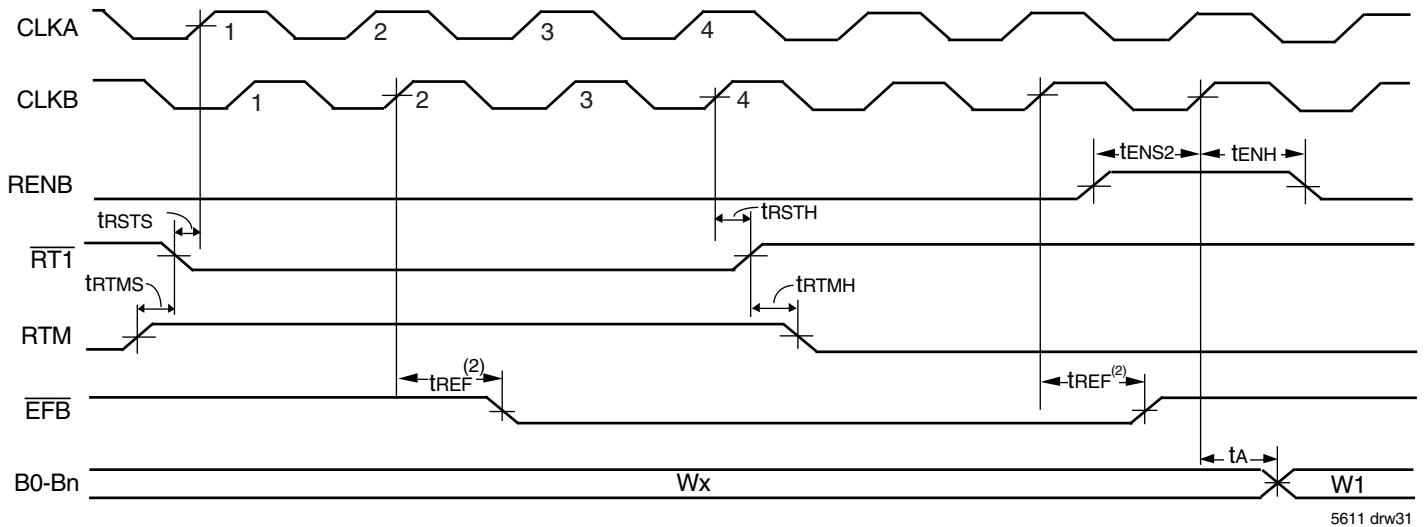 CLKA 1 2 3 4
CLKB 1 2 3 4
tENS2 tENH
RENB
tRSTS tRSTH
RT1
tRTMS tRTMH
RTM
tREF(2) tREF(2)
EFB
tA
B0-Bn Wx W1
5611 drw31